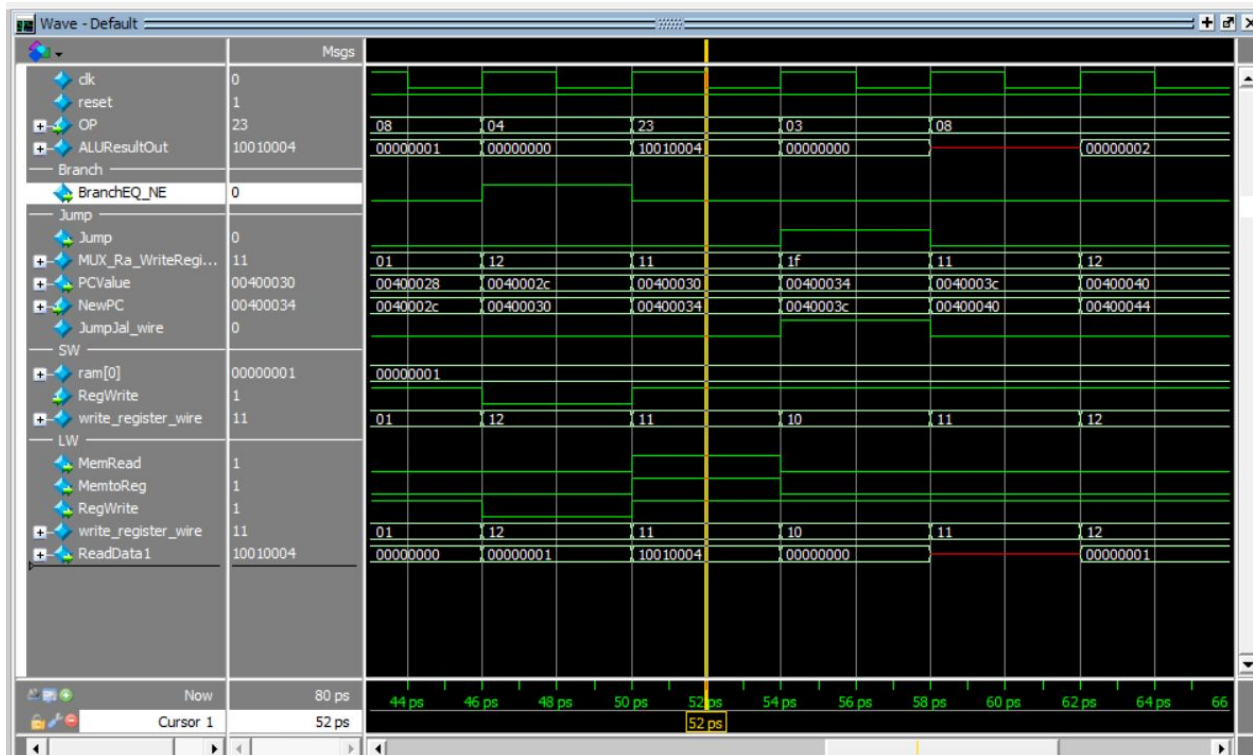 Wave - Default
Msgs
clk 0
reset 1
OP 23 08 04 23 03 08
ALUResultOut 10010004 00000001 00000000 10010004 00000000 00000002
Branch
BranchEQ_NE 0
Jump
Jump 0
MUX_Ra_WriteRegi... 11 01 12 11 1f 11 12
PCValue 00400030 00400028 0040002c 00400030 00400034 0040003c 00400040
NewPC 00400034 0040002c 00400030 00400034 0040003c 00400040 00400044
JumpJal_wire 0
SW
ram[0] 00000001 00000001
RegWrite 1
write_register_wire 11 01 12 11 10 11 12
LW
MemRead 1
MemtoReg 1
RegWrite 1
write_register_wire 11 01 12 11 10 11 12
ReadData1 10010004 00000000 00000001 10010004 00000000 00000001
Now 80 ps 44 ps 46 ps 48 ps 50 ps 52 ps 54 ps 56 ps 58 ps 60 ps 62 ps 64 ps 66
Cursor 1 52 ps 52 ps